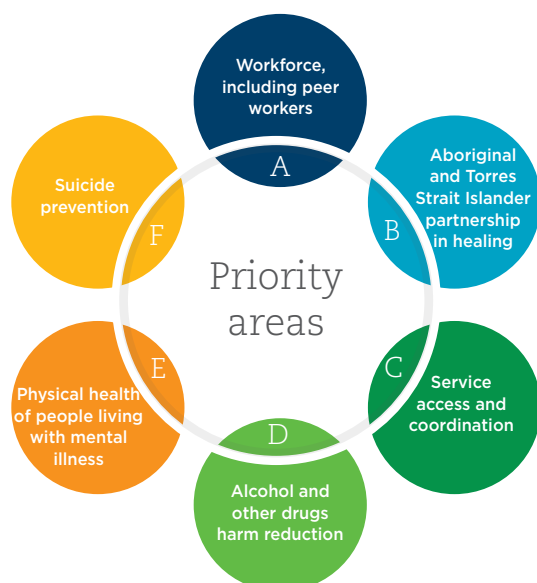 Workforce,
including peer
workers
A
Aboriginal
and Torres
Strait Islander
partnership
in healing
B
Service
access and
coordination
C
Alcohol and
other drugs
harm reduction
D
Physical health
of people living
with mental
illness
E
Suicide
prevention
F
Priority
areas